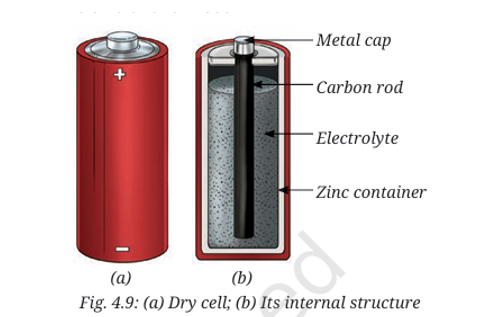 Metal cap
Carbon rod
Electrolyte
Zinc container
+
−
(a)
(b)
Fig. 4.9: (a) Dry cell; (b) Its internal structure